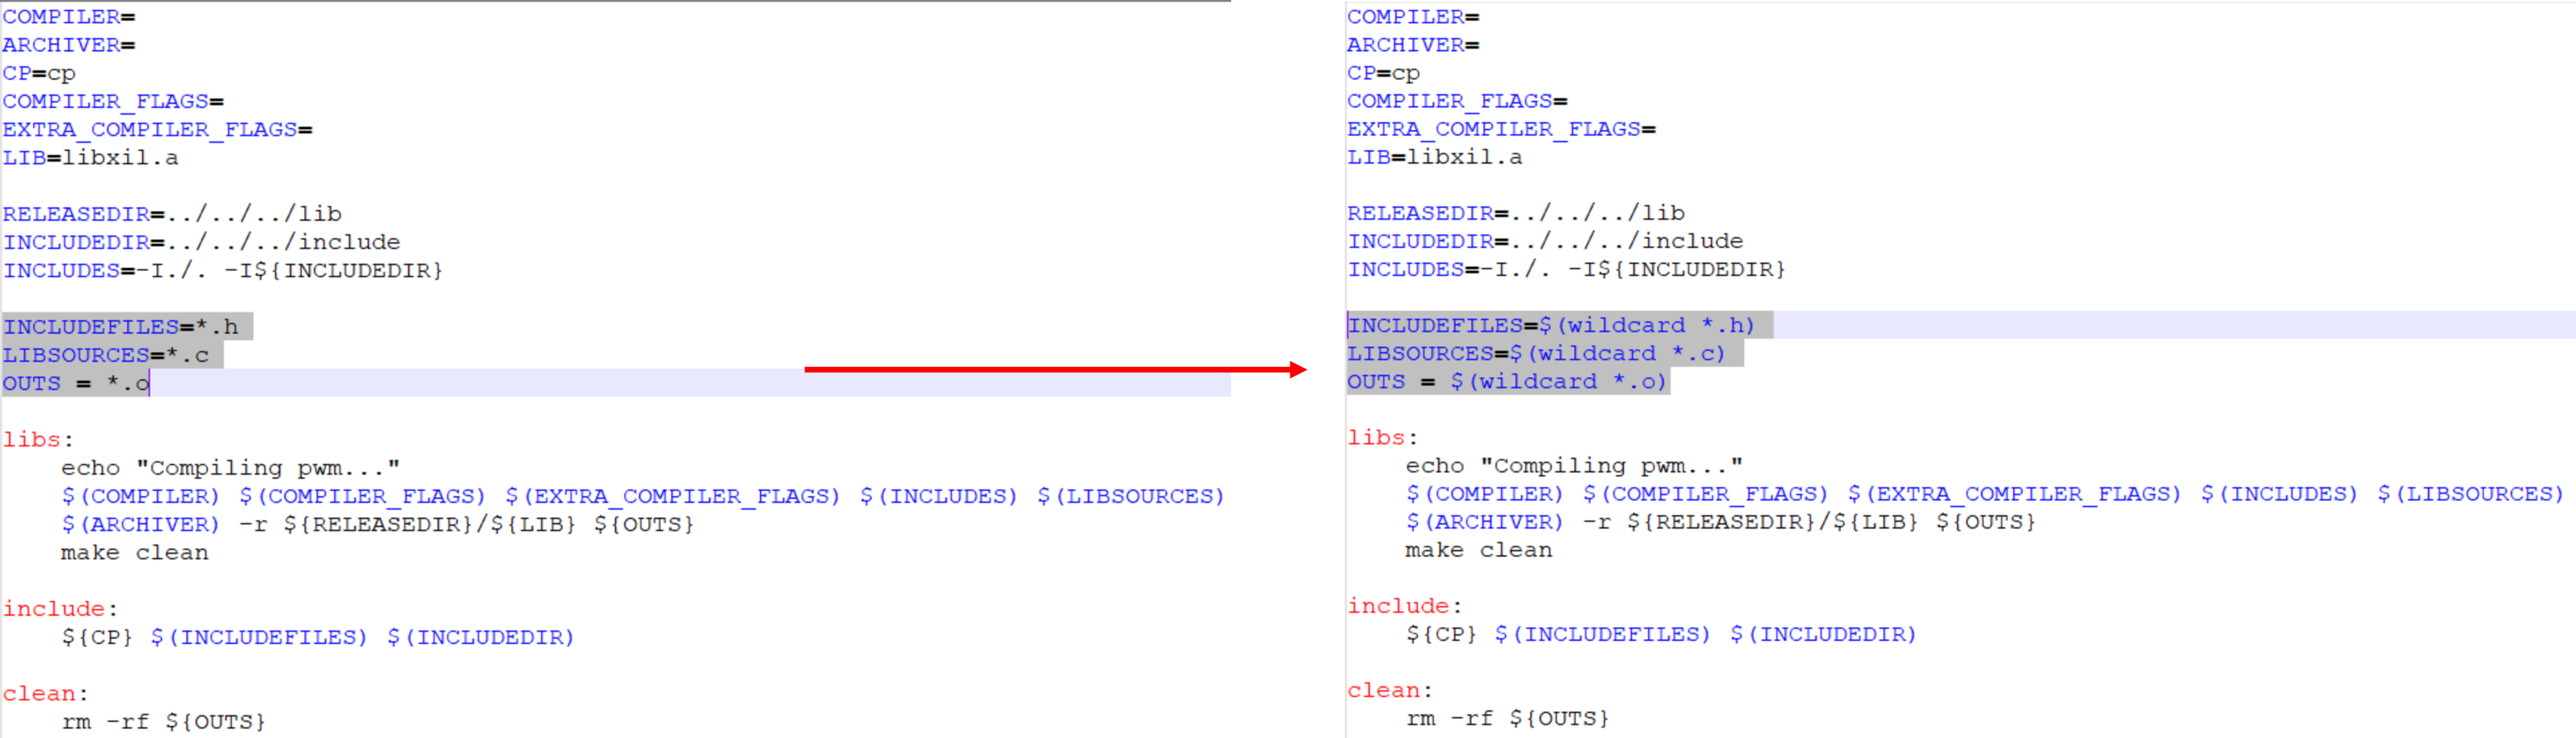 COMPILER=
ARCHIVER=
CP=cp
COMPILER_FLAGS=
EXTRA_COMPILER_FLAGS=
LIB=libxil.a

RELEASEDIR=../../../lib
INCLUDEDIR=../../../include
INCLUDES=-I./. -I${INCLUDEDIR}

INCLUDEFILES=*.h
LIBSOURCES=*.c
OUTS = *.o

libs:
    echo "Compiling pwm..."
    $(COMPILER) $(COMPILER_FLAGS) $(EXTRA_COMPILER_FLAGS) $(INCLUDES) $(LIBSOURCES)
    $(ARCHIVER) -r ${RELEASEDIR}/${LIB} ${OUTS}
    make clean

include:
    ${CP} $(INCLUDEFILES) $(INCLUDEDIR)

clean:
    rm -rf ${OUTS}

COMPILER=
ARCHIVER=
CP=cp
COMPILER_FLAGS=
EXTRA_COMPILER_FLAGS=
LIB=libxil.a

RELEASEDIR=../../../lib
INCLUDEDIR=../../../include
INCLUDES=-I./. -I${INCLUDEDIR}

INCLUDEFILES=$(wildcard *.h)
LIBSOURCES=$(wildcard *.c)
OUTS = $(wildcard *.o)

libs:
    echo "Compiling pwm..."
    $(COMPILER) $(COMPILER_FLAGS) $(EXTRA_COMPILER_FLAGS) $(INCLUDES) $(LIBSOURCES)
    $(ARCHIVER) -r ${RELEASEDIR}/${LIB} ${OUTS}
    make clean

include:
    ${CP} $(INCLUDEFILES) $(INCLUDEDIR)

clean:
    rm -rf ${OUTS}